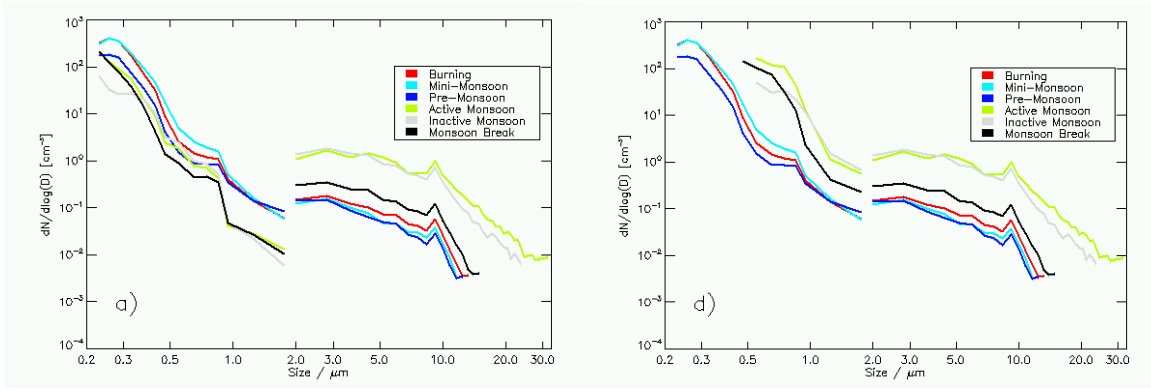 10³
10²
10¹
10⁰
10⁻¹
10⁻²
10⁻³
10⁻⁴
dN/dlog(D) [cm⁻³]
Burning
Mini-Monsoon
Pre-Monsoon
Active Monsoon
Inactive Monsoon
Monsoon Break
a)
0.2 0.3 0.5 1.0 2.0 3.0 5.0 10.0 30.0
Size / μm
10³
10²
10¹
10⁰
10⁻¹
10⁻²
10⁻³
10⁻⁴
dN/dlog(D) [cm⁻³]
Burning
Mini-Monsoon
Pre-Monsoon
Active Monsoon
Inactive Monsoon
Monsoon Break
d)
0.2 0.3 0.5 1.0 2.0 3.0 5.0 10.0 30.0
Size / μm